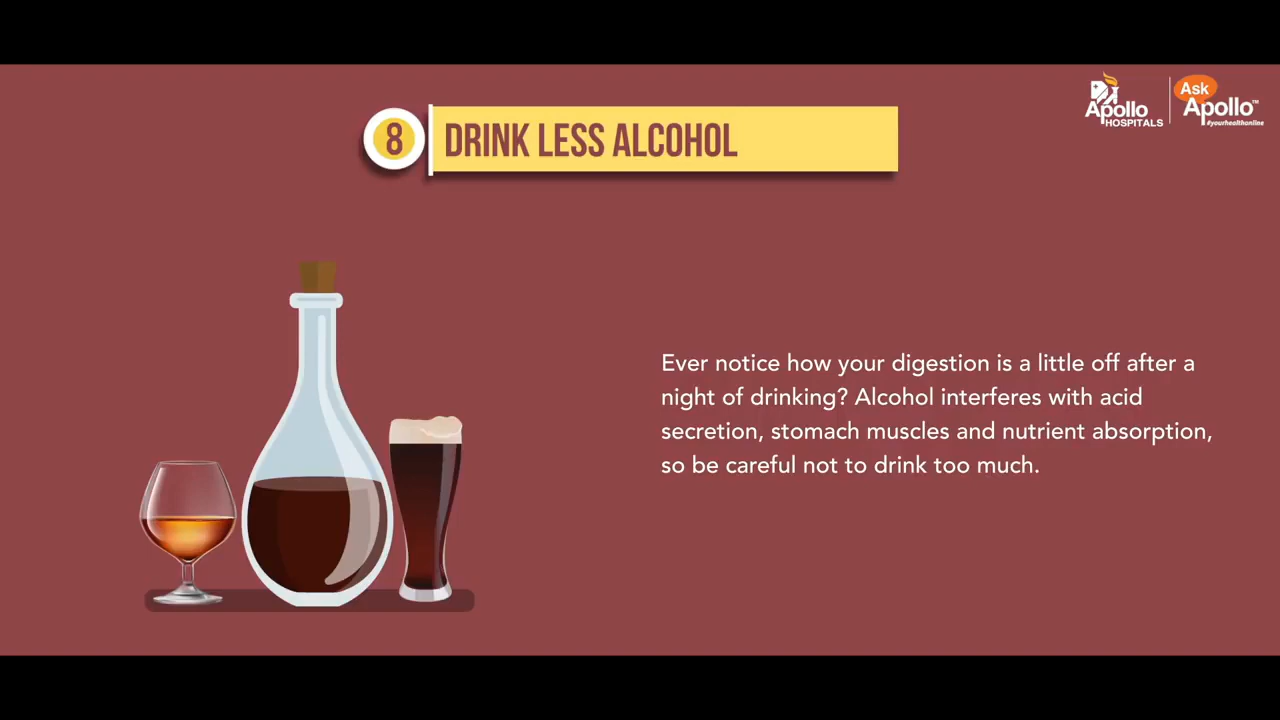 8 DRINK LESS ALCOHOL
Apollo
HOSPITALS
Ask
Apollo™
#yourhealthonline
Ever notice how your digestion is a little off after a
night of drinking? Alcohol interferes with acid
secretion, stomach muscles and nutrient absorption,
so be careful not to drink too much.